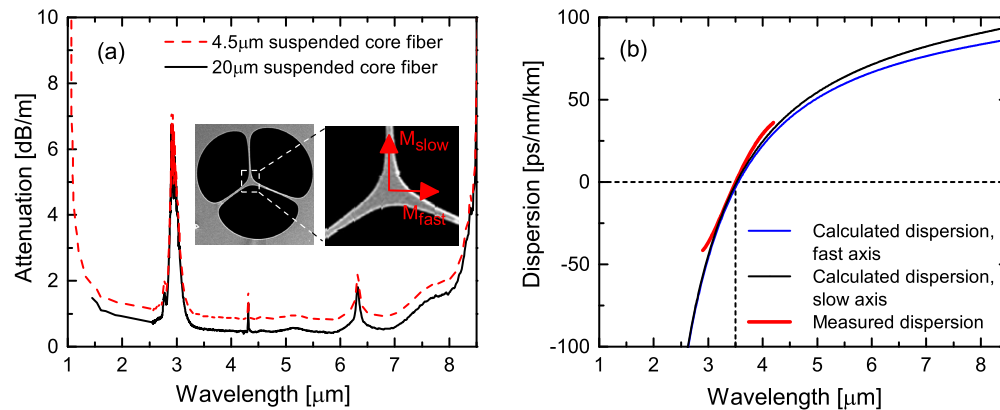 (a)
4.5μm suspended core fiber
20μm suspended core fiber
M slow
M fast
Attenuation [dB/m]
10
8
6
4
2
0
1 2 3 4 5 6 7 8
Wavelength [μm]
(b)
Dispersion [ps/nm/km]
100
50
0
-50
-100
Calculated dispersion,
fast axis
Calculated dispersion,
slow axis
Measured dispersion
1 2 3 4 5 6 7 8
Wavelength [μm]